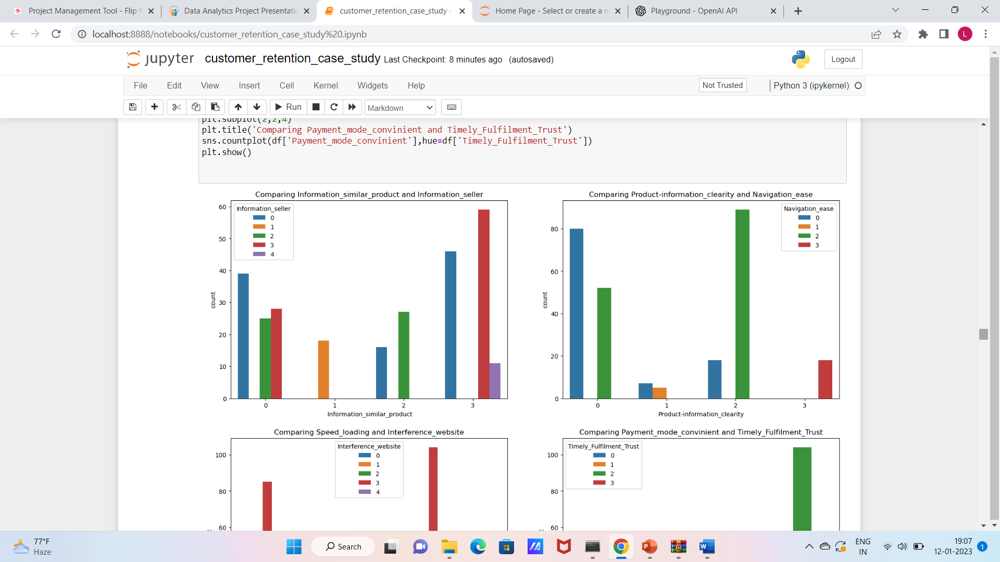 Project Management Tool - Flip R
Data Analytics Project Presentatio
customer_retention_case_study -
Home Page - Select or create a n
Playground - OpenAI API
localhost:8888/notebooks/customer_retention_case_study%20.ipynb
L
jupyter customer_retention_case_study Last Checkpoint: 8 minutes ago (autosaved)
Logout
File Edit View Insert Cell Kernel Widgets Help
Not Trusted
Python 3 (ipykernel)
Run
Markdown
plt.subplot(2,2,4)
plt.title('Comparing Payment_mode_convinient and Timely_Fulfilment_Trust')
sns.countplot(df['Payment_mode_convinient'],hue=df['Timely_Fulfilment_Trust'])
plt.show()
Comparing Information_similar_product and Information_seller
Information_seller
0
1
2
3
4
60
50
40
30
20
10
0
count
0 1 2 3
Information_similar_product
Comparing Product-information_clearity and Navigation_ease
Navigation_ease
0
1
2
3
80
60
40
20
0
count
0 1 2 3
Product-information_clearity
Comparing Speed_loading and Interference_website
Interference_website
0
1
2
3
4
100
80
60
Comparing Payment_mode_convinient and Timely_Fulfilment_Trust
Timely_Fulfilment_Trust
0
1
2
3
100
80
60
77°F
Haze
Search
ENG
IN
19:07
12-01-2023
1